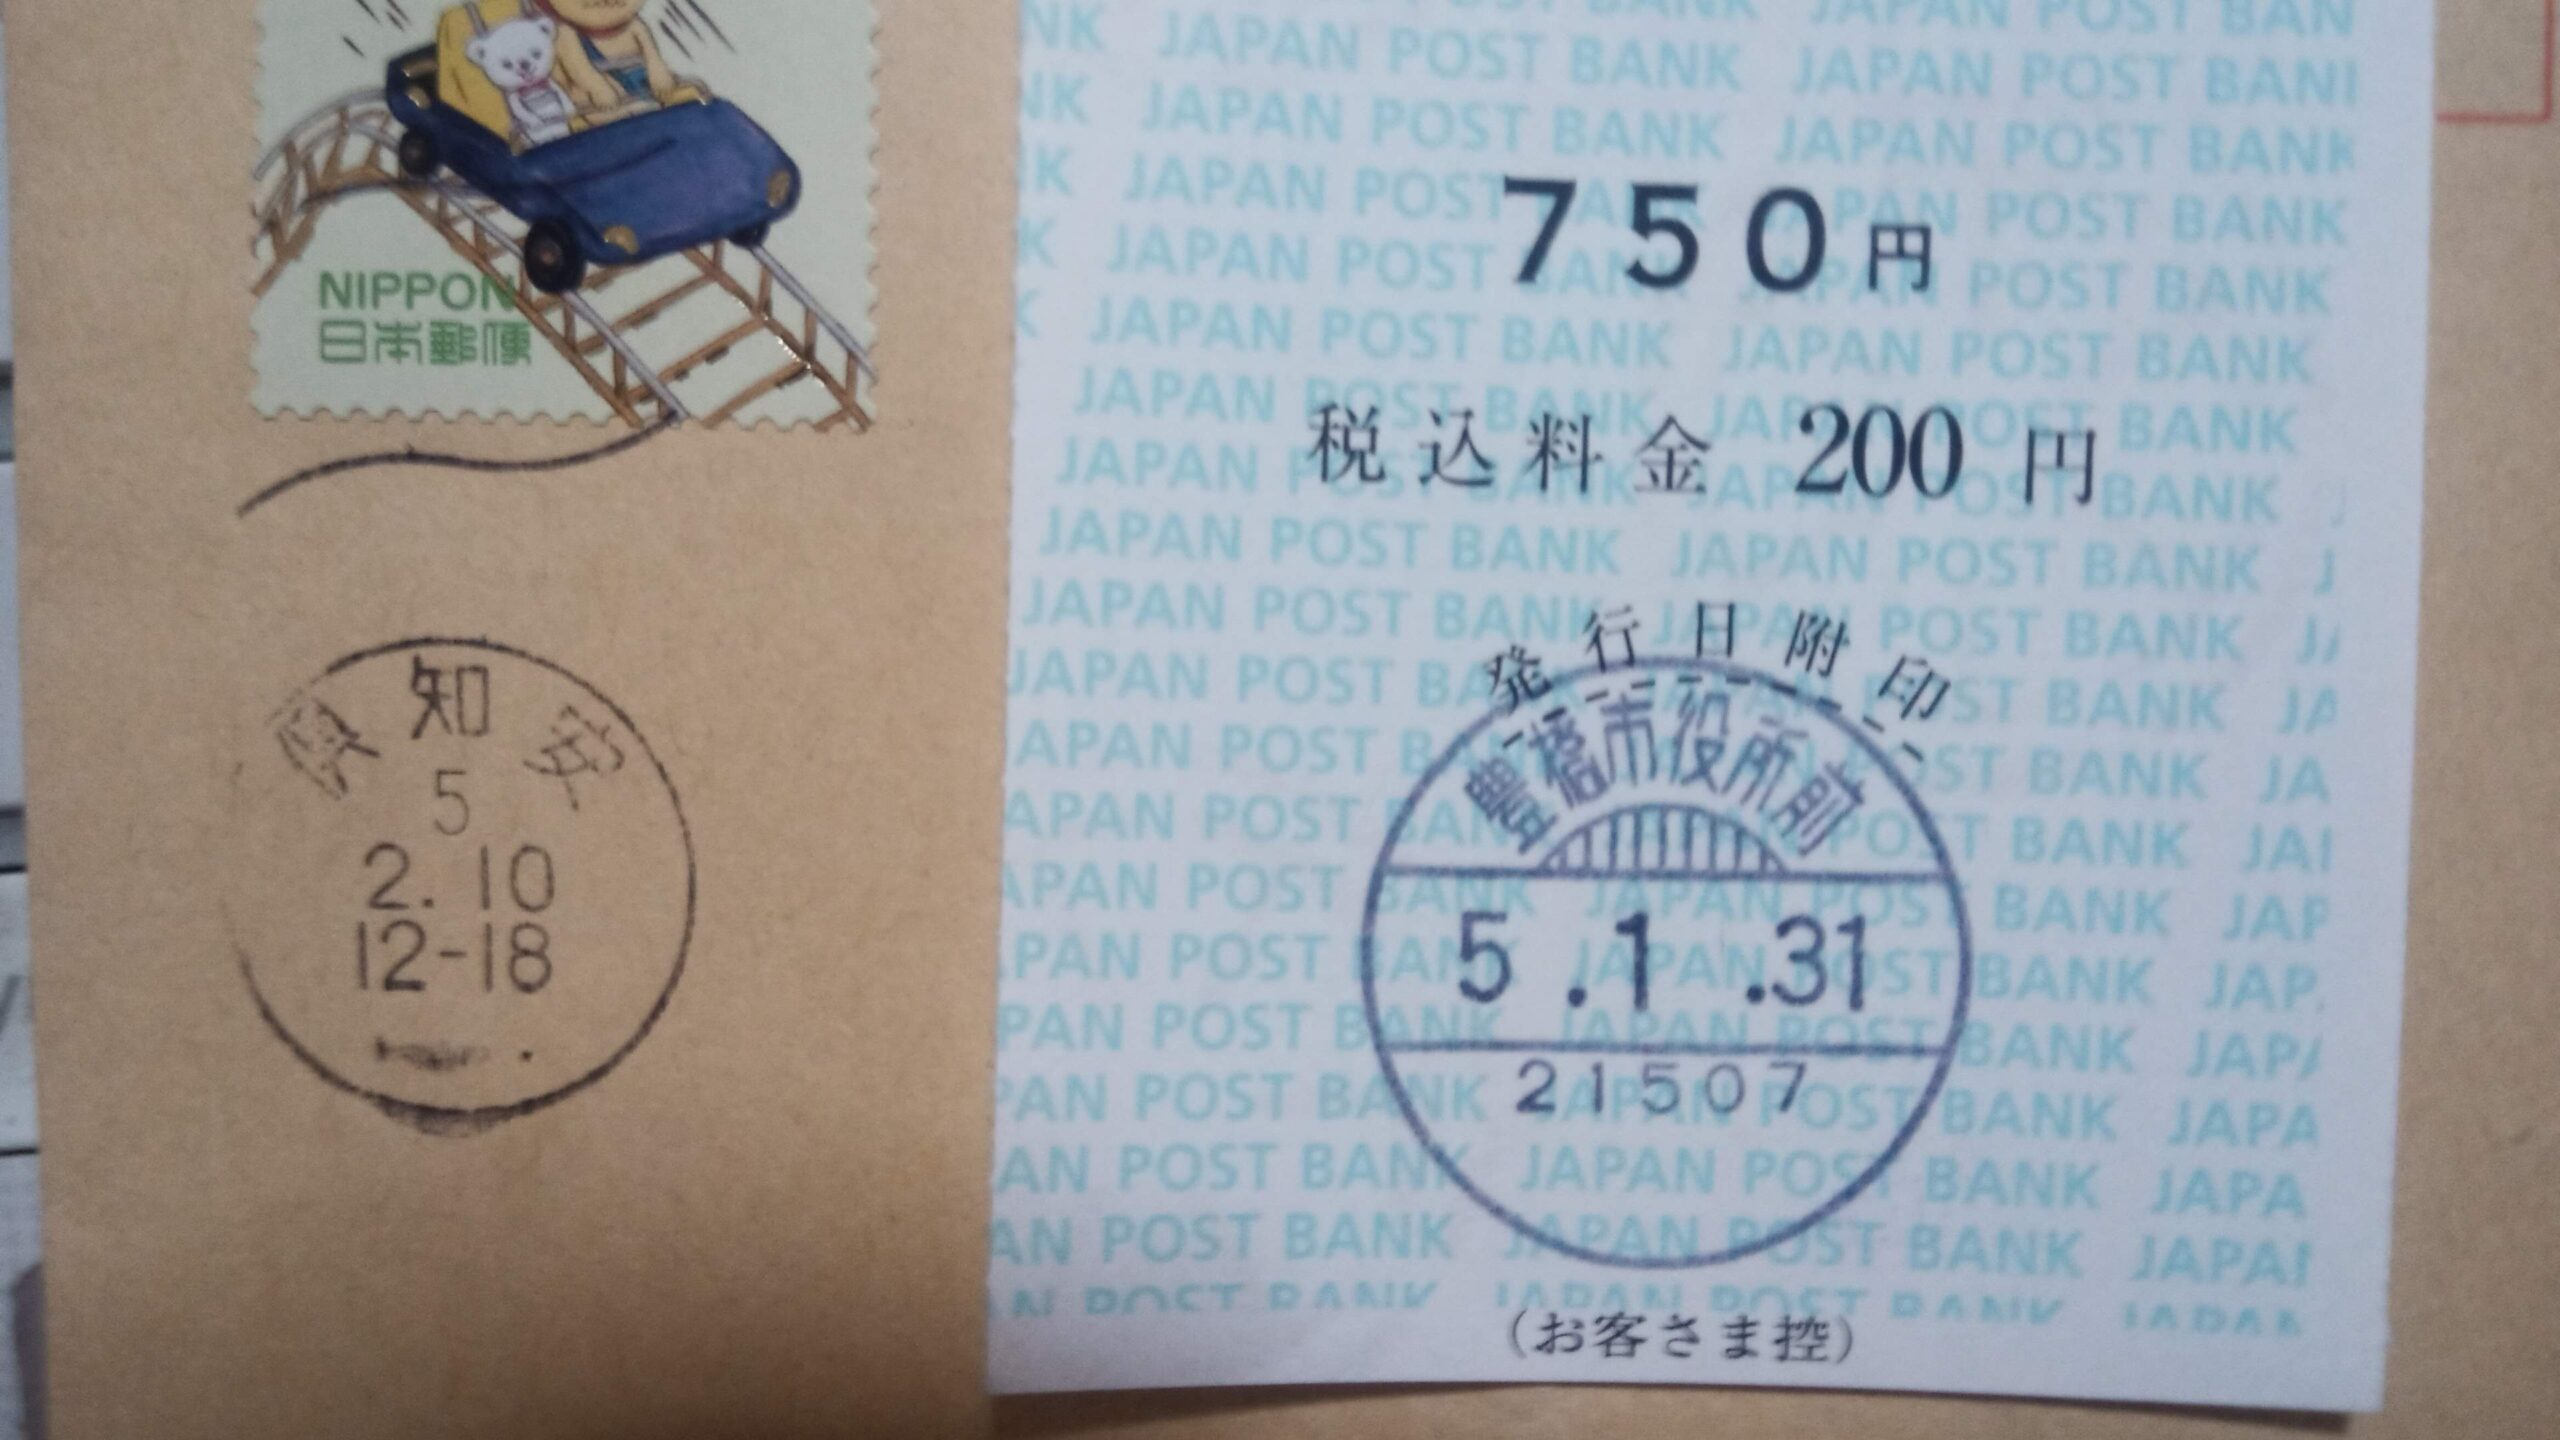 NIPPON
日本郵便
倶知安
5
2.10
12-18
JAPAN POST BANK
750円
税込料金 200円
発行日附印
豊橋市役所前
5.1.31
21507
(お客さま控)